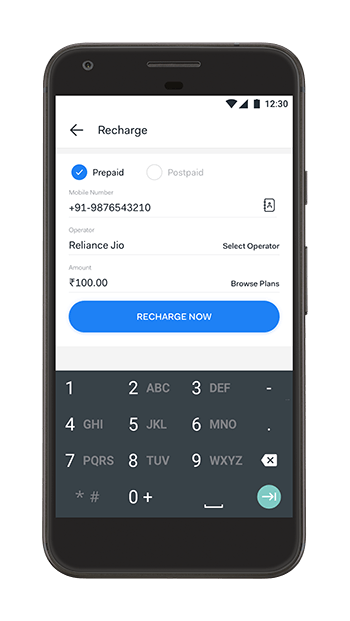 12:30
Recharge
Prepaid Postpaid
Mobile Number
+91-9876543210
Operator
Reliance Jio Select Operator
Amount
₹100.00 Browse Plans
RECHARGE NOW
1 2 ABC 3 DEF -
4 GHI 5 JKL 6 MNO .
7 PQRS 8 TUV 9 WXYZ
* # 0 +